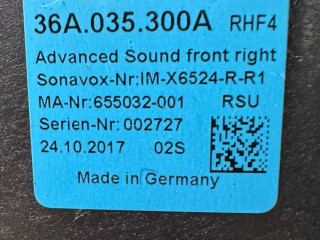 36A.035.300A RHF4
Advanced Sound front right
Sonavox-Nr:IM-X6524-R-R1
MA-Nr:655032-001 RSU
Serien-Nr: 002727
24.10.2017 02S
Made in Germany